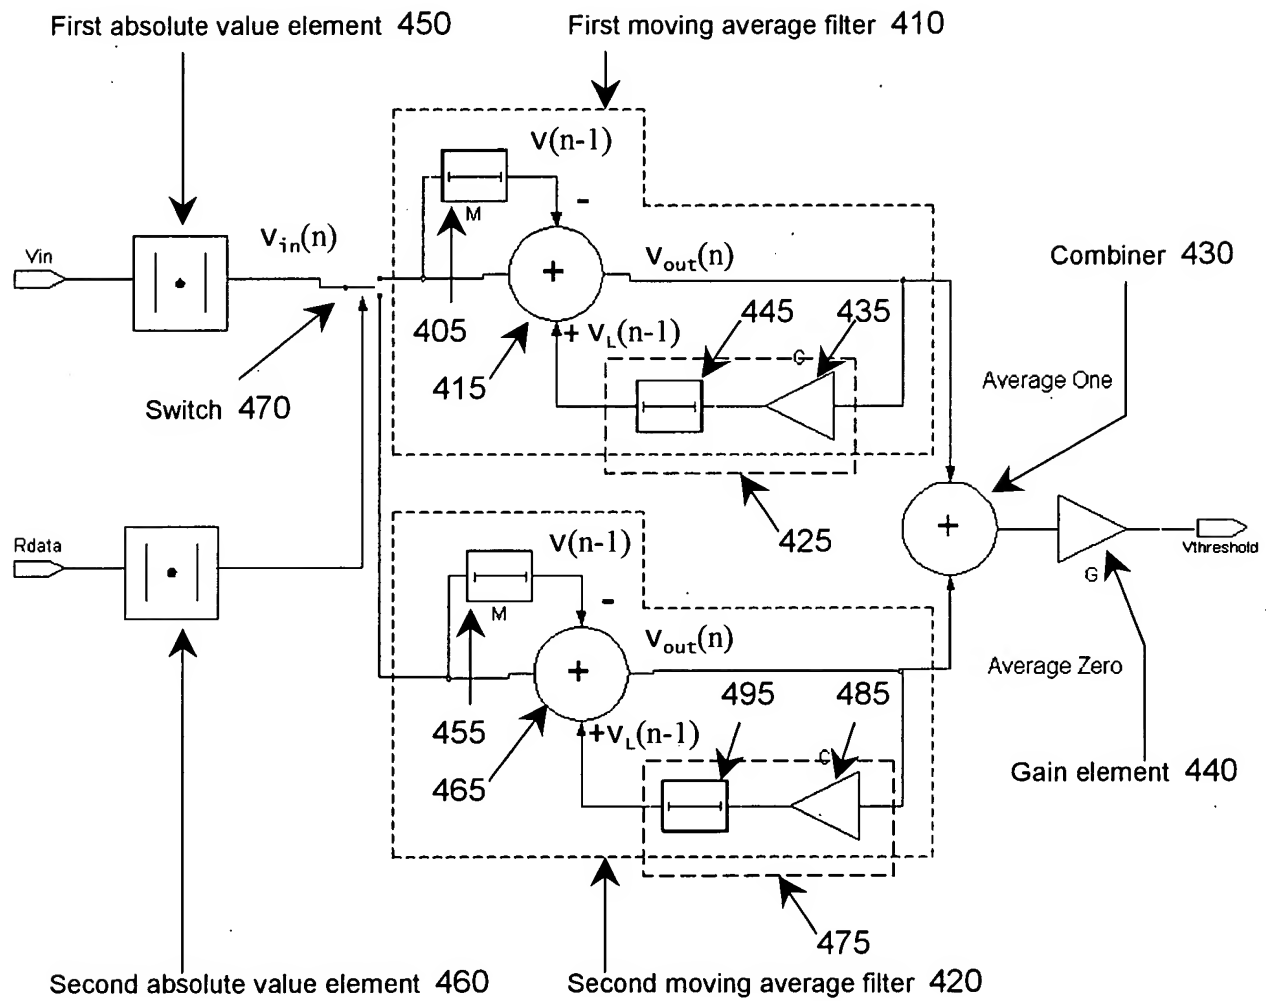 First absolute value element 450
First moving average filter 410
v(n-1)
-
M
Vin
v_in(n)
+
v_out(n)
Combiner 430
405
+ v_L(n-1)
445
435
G
415
Switch 470
Average One
425
+
Rdata
v(n-1)
-
M
Vthreshold
G
+
v_out(n)
Average Zero
455
+v_L(n-1)
495
485
465
Gain element 440
475
Second absolute value element 460
Second moving average filter 420